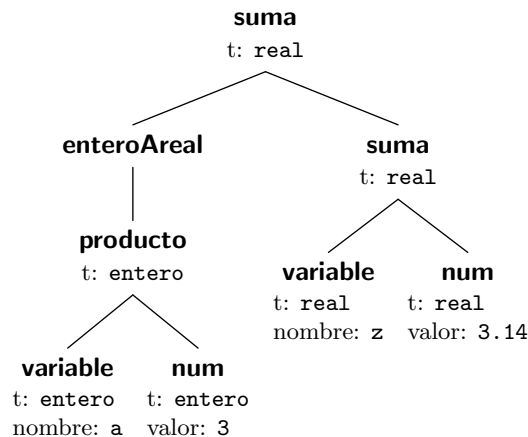 suma
t: real
enteroAreal
suma
t: real
producto
t: entero
variable
t: real
nombre: z
num
t: real
valor: 3.14
variable
t: entero
nombre: a
num
t: entero
valor: 3